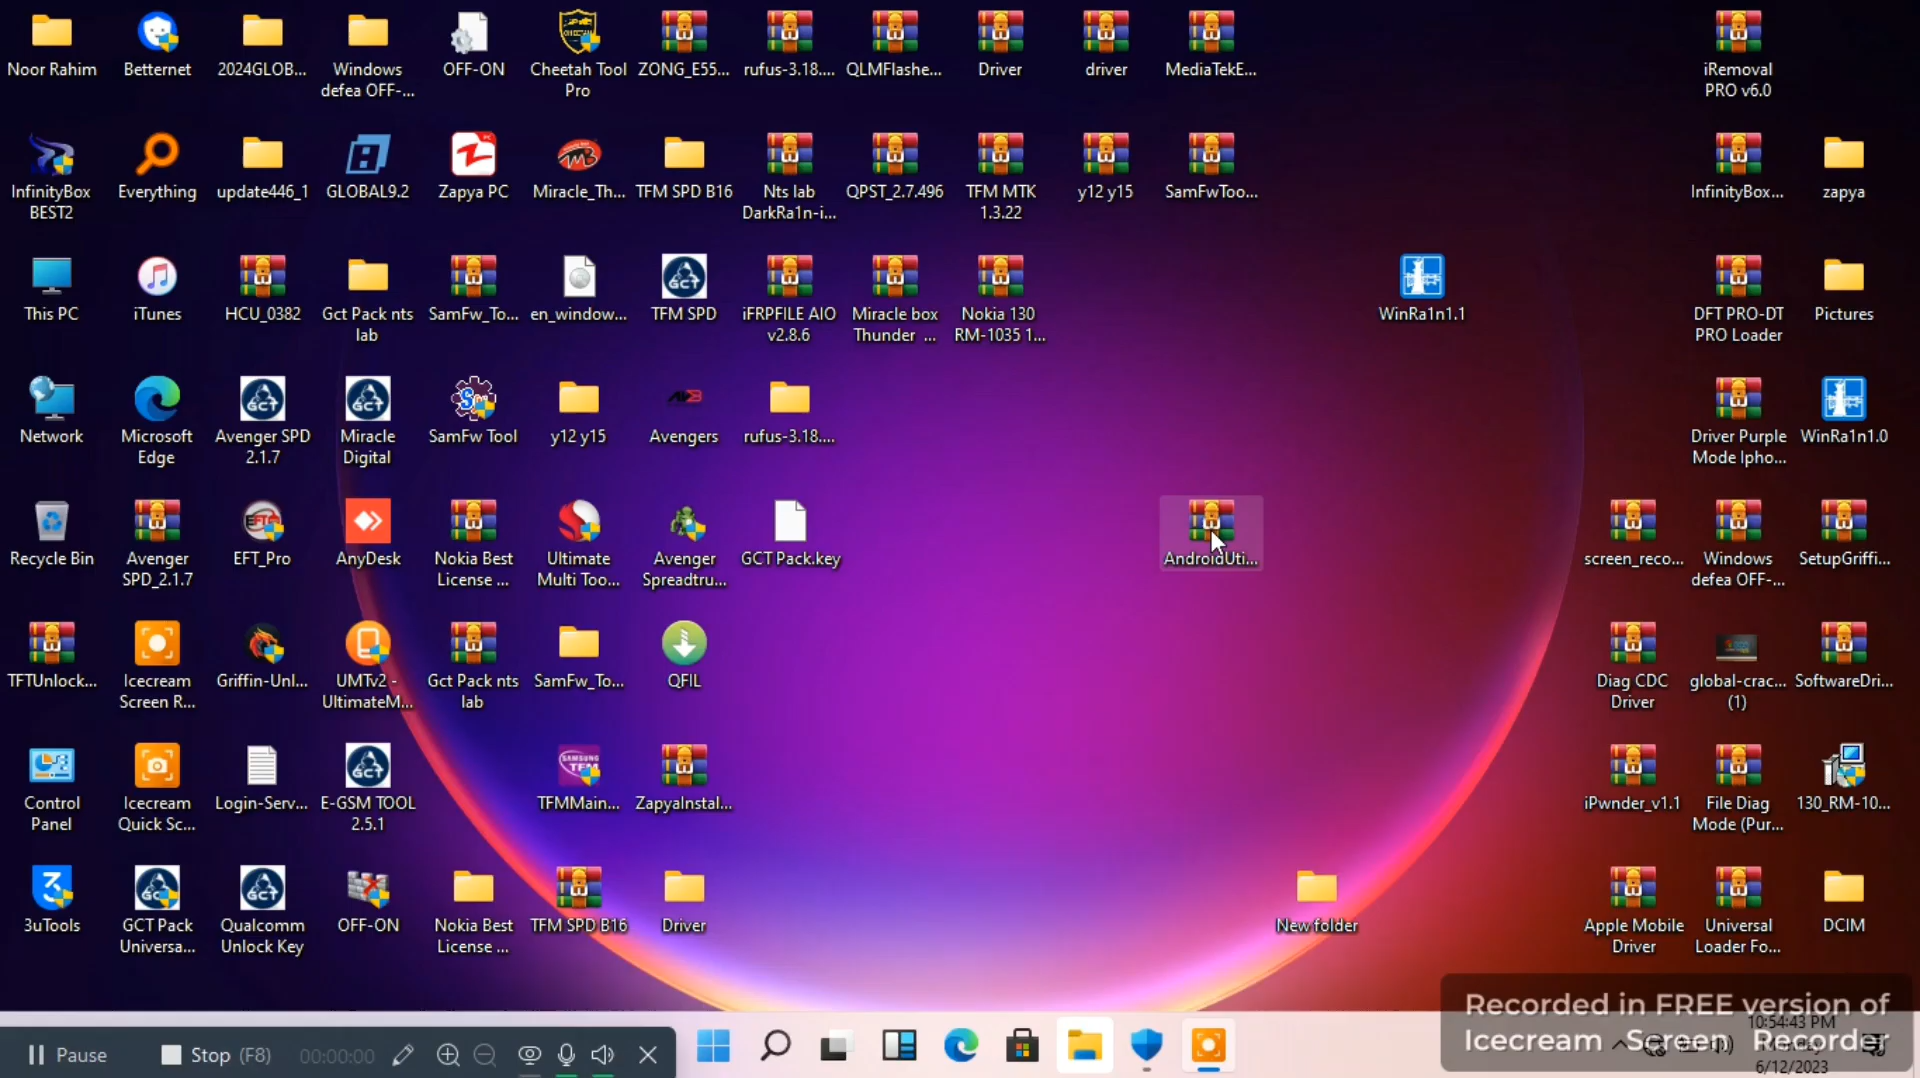 Noor Rahim
Betternet
2024GLOB...
Windows
defea OFF-...
OFF-ON
Cheetah Tool
Pro
ZONG_E55...
rufus-3.18....
QLMFlashe...
Driver
driver
MediaTekE...
iRemoval
PRO v6.0
InfinityBox
BEST2
Everything
update446_1
GLOBAL9.2
Zapya PC
Miracle_Th...
TFM SPD B16
Nts lab
DarkRa1n-i...
QPST_2.7.496
TFM MTK
1.3.22
y12 y15
SamFwToo...
InfinityBox...
zapya
This PC
iTunes
HCU_0382
Gct Pack nts
lab
SamFw_To...
en_window...
GCT
TFM SPD
iFRPFILE AIO
v2.8.6
Miracle box
Thunder ...
Nokia 130
RM-1035 1...
WinRa1n1.1
DFT PRO-DT
PRO Loader
Pictures
Network
Microsoft
Edge
GCT
Avenger SPD
2.1.7
GCT
Miracle
Digital
SamFw Tool
y12 y15
Avengers
rufus-3.18....
Driver Purple
Mode Ipho...
WinRa1n1.0
Recycle Bin
Avenger
SPD_2.1.7
EFT_Pro
AnyDesk
Nokia Best
License ...
Ultimate
Multi Too...
Avenger
Spreadtru...
GCT Pack.key
AndroidUti...
screen_reco...
Windows
defea OFF-...
SetupGriffi...
TFTUnlock...
Icecream
Screen R...
Griffin-Unl...
UMTv2 -
UltimateM...
Gct Pack nts
lab
SamFw_To...
QFIL
Diag CDC
Driver
global-crac...
(1)
SoftwareDri...
Control
Panel
Icecream
Quick Sc...
Login-Serv...
GCT
E-GSM TOOL
2.5.1
SAMSUNG
TFM
TFMMain...
ZapyaInstal...
iPwnder_v1.1
File Diag
Mode (Pur...
130_RM-10...
3uTools
GCT Pack
Universa...
GCT
Qualcomm
Unlock Key
OFF-ON
Nokia Best
License ...
TFM SPD B16
Driver
New folder
Apple Mobile
Driver
Universal
Loader Fo...
DCIM
Recorded in FREE version of
Icecream Screen Recorder
Pause
Stop (F8)
00:00:00
10:54:43 PM
6/12/2023